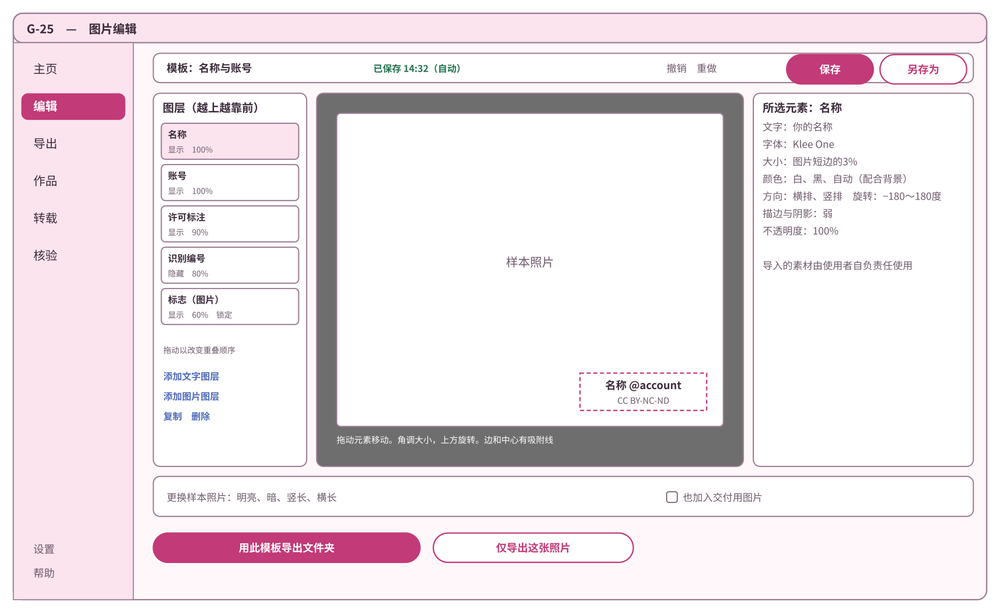 G-25 — 图片编辑
主页
编辑
导出
作品
转载
核验
设置
帮助
模板：名称与账号
已保存 14:32（自动）
撤销 重做
保存
另存为
图层（越上越靠前）
名称
显示 100%
账号
显示 100%
许可标注
显示 90%
识别编号
隐藏 80%
标志（图片）
显示 60% 锁定
拖动以改变重叠顺序
添加文字图层
添加图片图层
复制 删除
样本照片
名称 @account
CC BY-NC-ND
拖动元素移动。角调大小，上方旋转。边和中心有吸附线
所选元素：名称
文字：你的名称
字体：Klee One
大小：图片短边的3%
颜色：白、黑、自动（配合背景）
方向：横排、竖排 旋转：−180〜180度
描边与阴影：弱
不透明度：100%
导入的素材由使用者自负责任使用
更换样本照片：明亮、暗、竖长、横长
也加入交付用图片
用此模板导出文件夹
仅导出这张照片